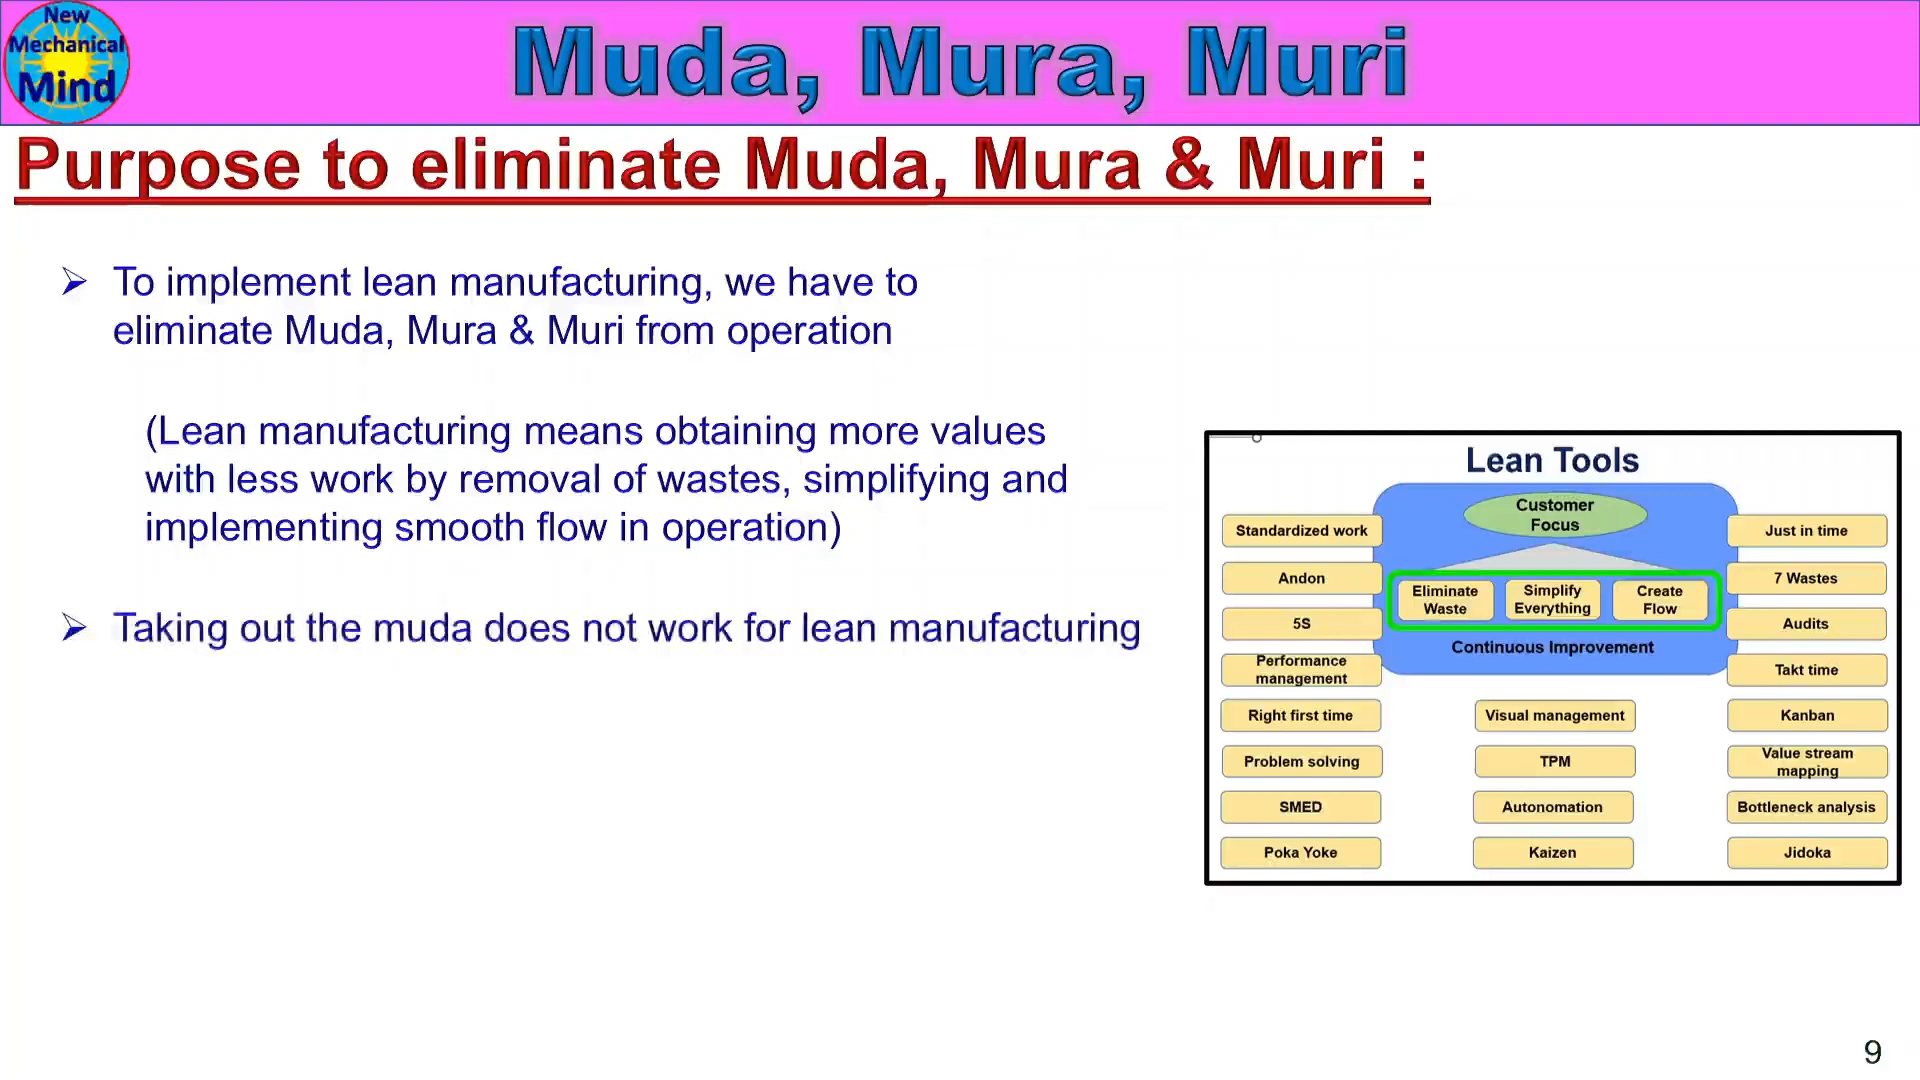 New
Mechanical
Mind
Muda, Mura, Muri
Purpose to eliminate Muda, Mura & Muri :
➢ To implement lean manufacturing, we have to
eliminate Muda, Mura & Muri from operation
(Lean manufacturing means obtaining more values
with less work by removal of wastes, simplifying and
implementing smooth flow in operation)
➢ Taking out the muda does not work for lean manufacturing
Lean Tools
Customer
Focus
Eliminate
Waste
Simplify
Everything
Create
Flow
Continuous Improvement
Standardized work
Andon
5S
Performance
management
Right first time
Problem solving
SMED
Poka Yoke
Visual management
TPM
Autonomation
Kaizen
Just in time
7 Wastes
Audits
Takt time
Kanban
Value stream
mapping
Bottleneck analysis
Jidoka
9